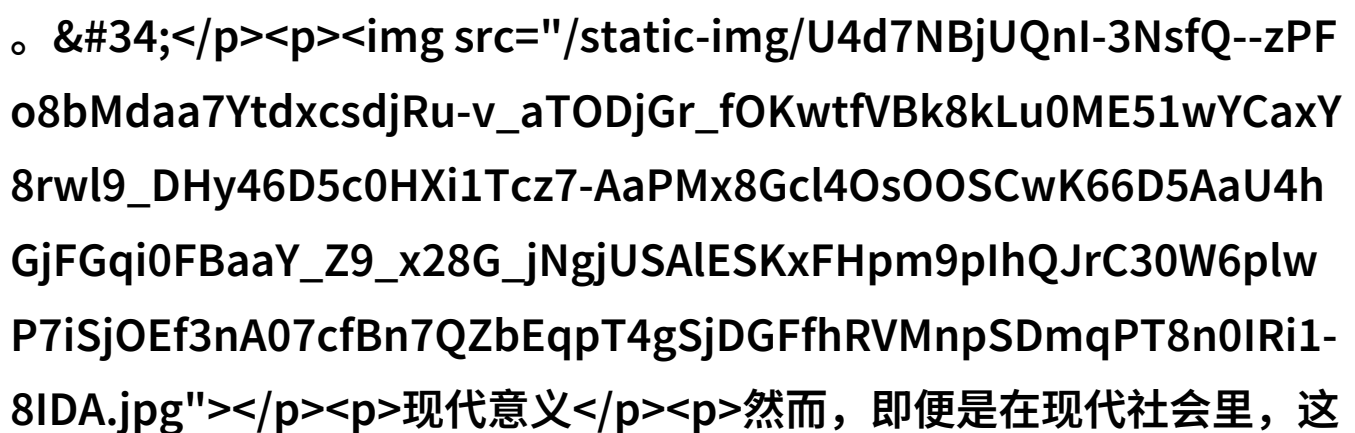 。&#34;</p><p><img src="/static-img/U4d7NBjUQnI-3NsfQ--zPF
o8bMdaa7YtdxcsdjRu-v_aTODjGr_fOKwtfVBk8kLu0ME51wYCaxY
8rwl9_DHy46D5c0HXi1Tcz7-AaPMx8Gcl4OsOOSCwK66D5AaU4h
GjFGqi0FBaaY_Z9_x28G_jNgjUSAlESKxFHpm9pIhQJrC30W6plw
P7iSjOEf3nA07cfBn7QZbEqpT4gSjDGFfhRVMnpSDmqPT8n0IRi1-
8IDA.jpg"></p><p>现代意义</p><p>然而，即便是在现代社会里，这